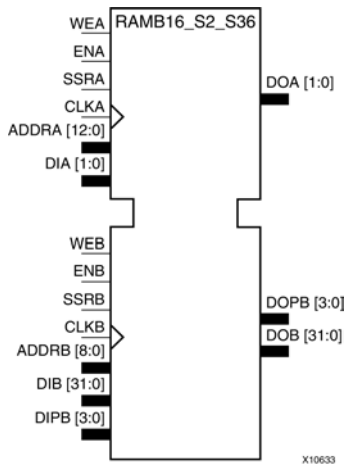 RAMB16_S2_S36
WEA
ENA
SSRA
CLKA
ADDRA [12:0]
DIA [1:0]
DOA [1:0]
WEB
ENB
SSRB
CLKB
ADDRB [8:0]
DIB [31:0]
DIPB [3:0]
DOPB [3:0]
DOB [31:0]
X10633